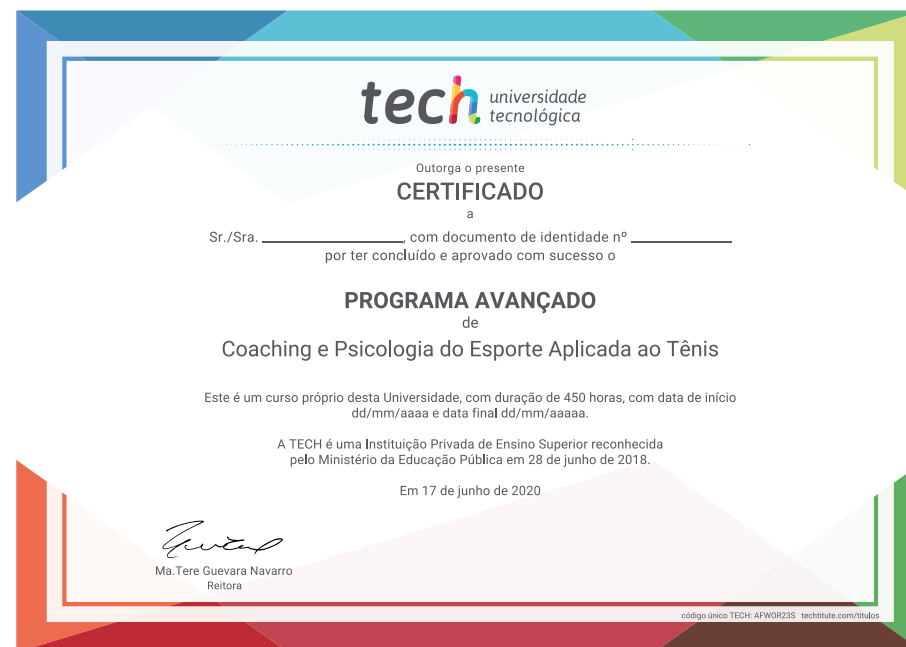 tech universidade
tecnológica
Outorga o presente
CERTIFICADO
a
Sr./Sra. ____________, com documento de identidade nº ____________
por ter concluído e aprovado com sucesso o
PROGRAMA AVANÇADO
de
Coaching e Psicologia do Esporte Aplicada ao Tênis
Este é um curso próprio desta Universidade, com duração de 450 horas, com data de início
dd/mm/aaaa e data final dd/mm/aaaaa.
A TECH é uma Instituição Privada de Ensino Superior reconhecida
pelo Ministério da Educação Pública em 28 de junho de 2018.
Em 17 de junho de 2020
Ma.Tere Guevara Navarro
Reitora
código único TECH: AFWOR23S techtitute.com/titulos